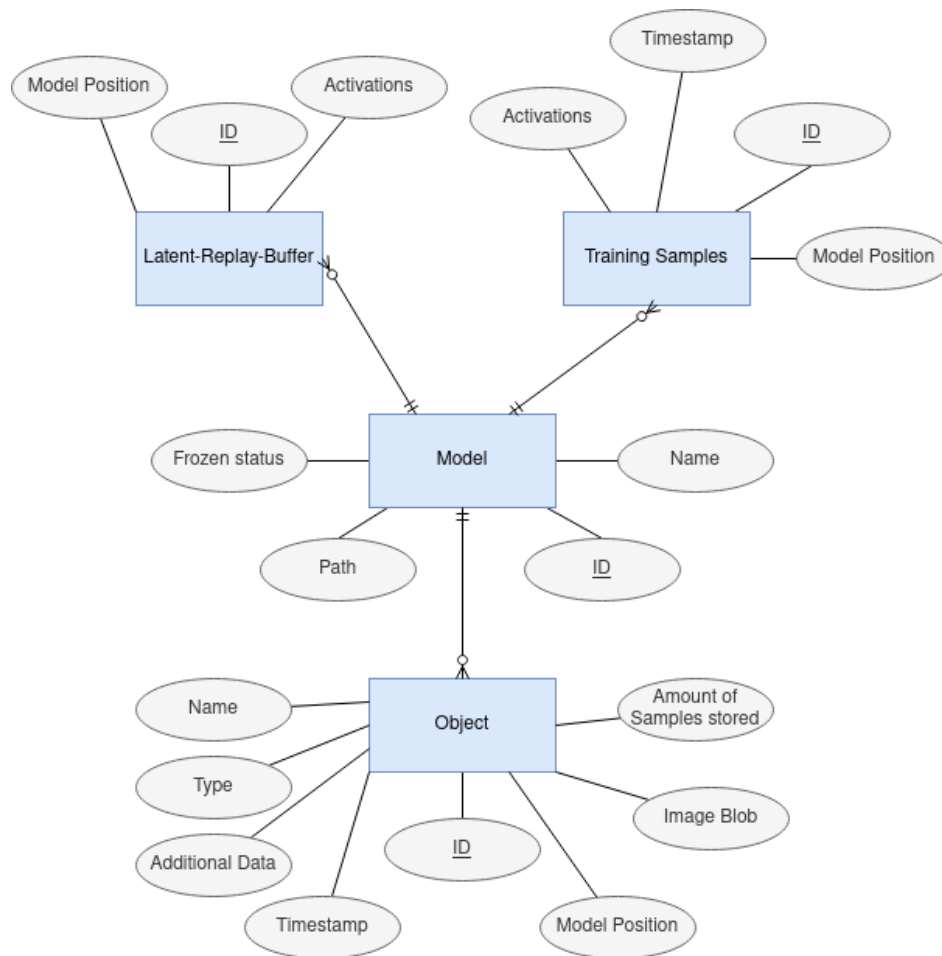 Timestamp
Model Position
Activations
Activations
ID
ID
Latent-Replay-Buffer
Training Samples
Model Position
Frozen status
Model
Name
Path
ID
Name
Amount of
Samples stored
Object
Type
Image Blob
ID
Additional Data
Timestamp
Model Position